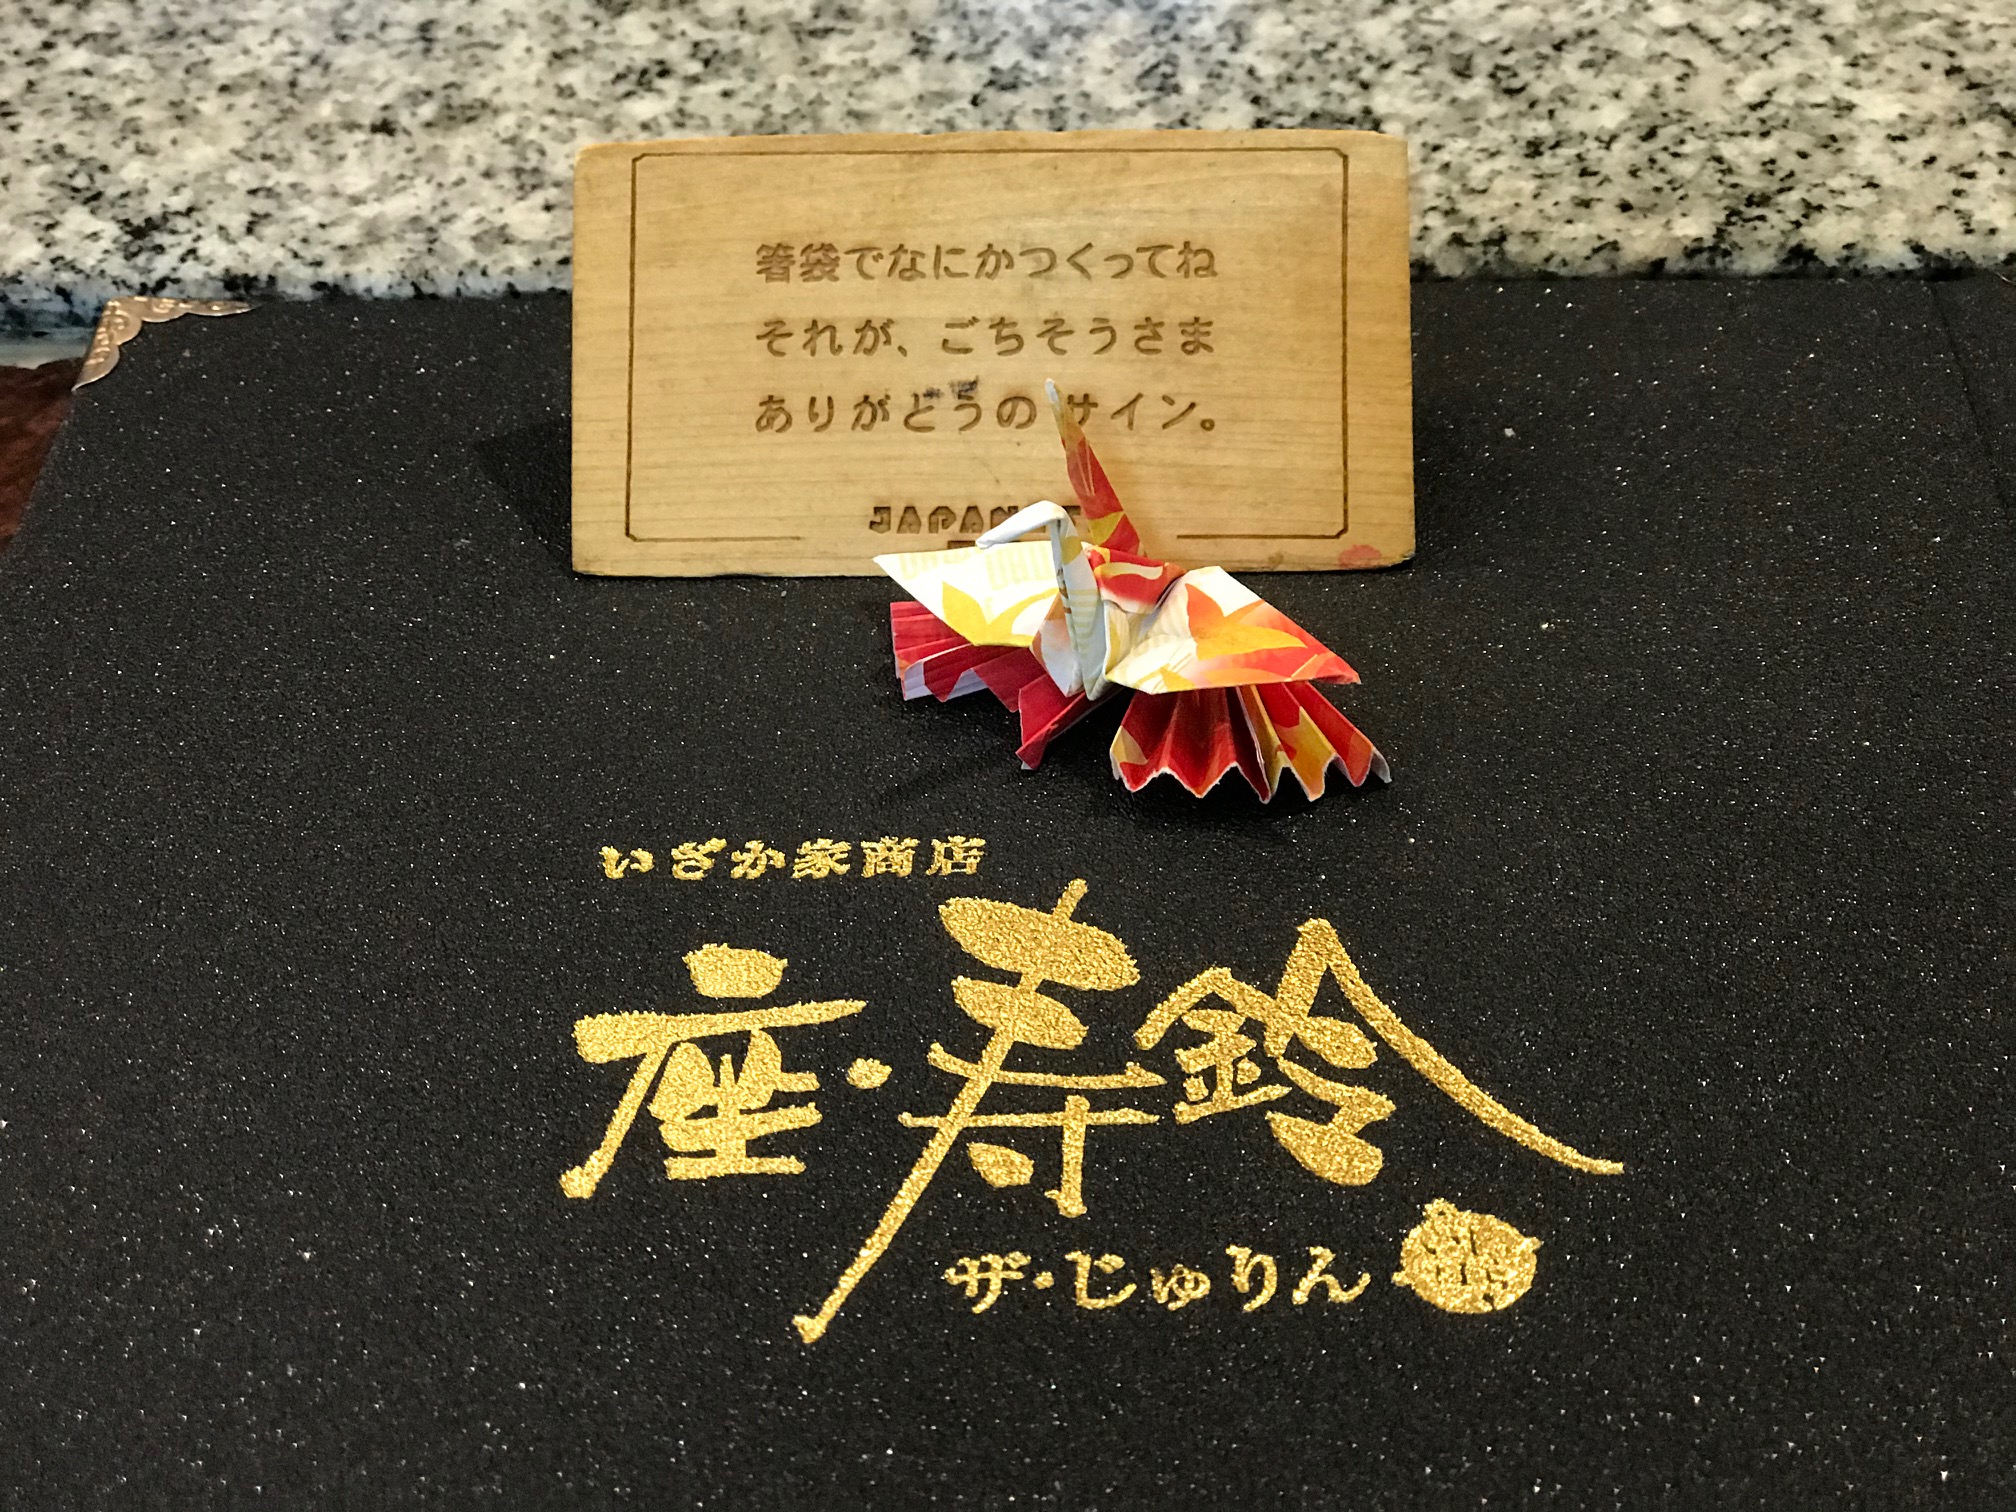 箸袋でなにかつくってね
それが、ごちそうさま
ありがとうのサイン。
いざか家商店
座・寿鈴
ザ・じゅりん